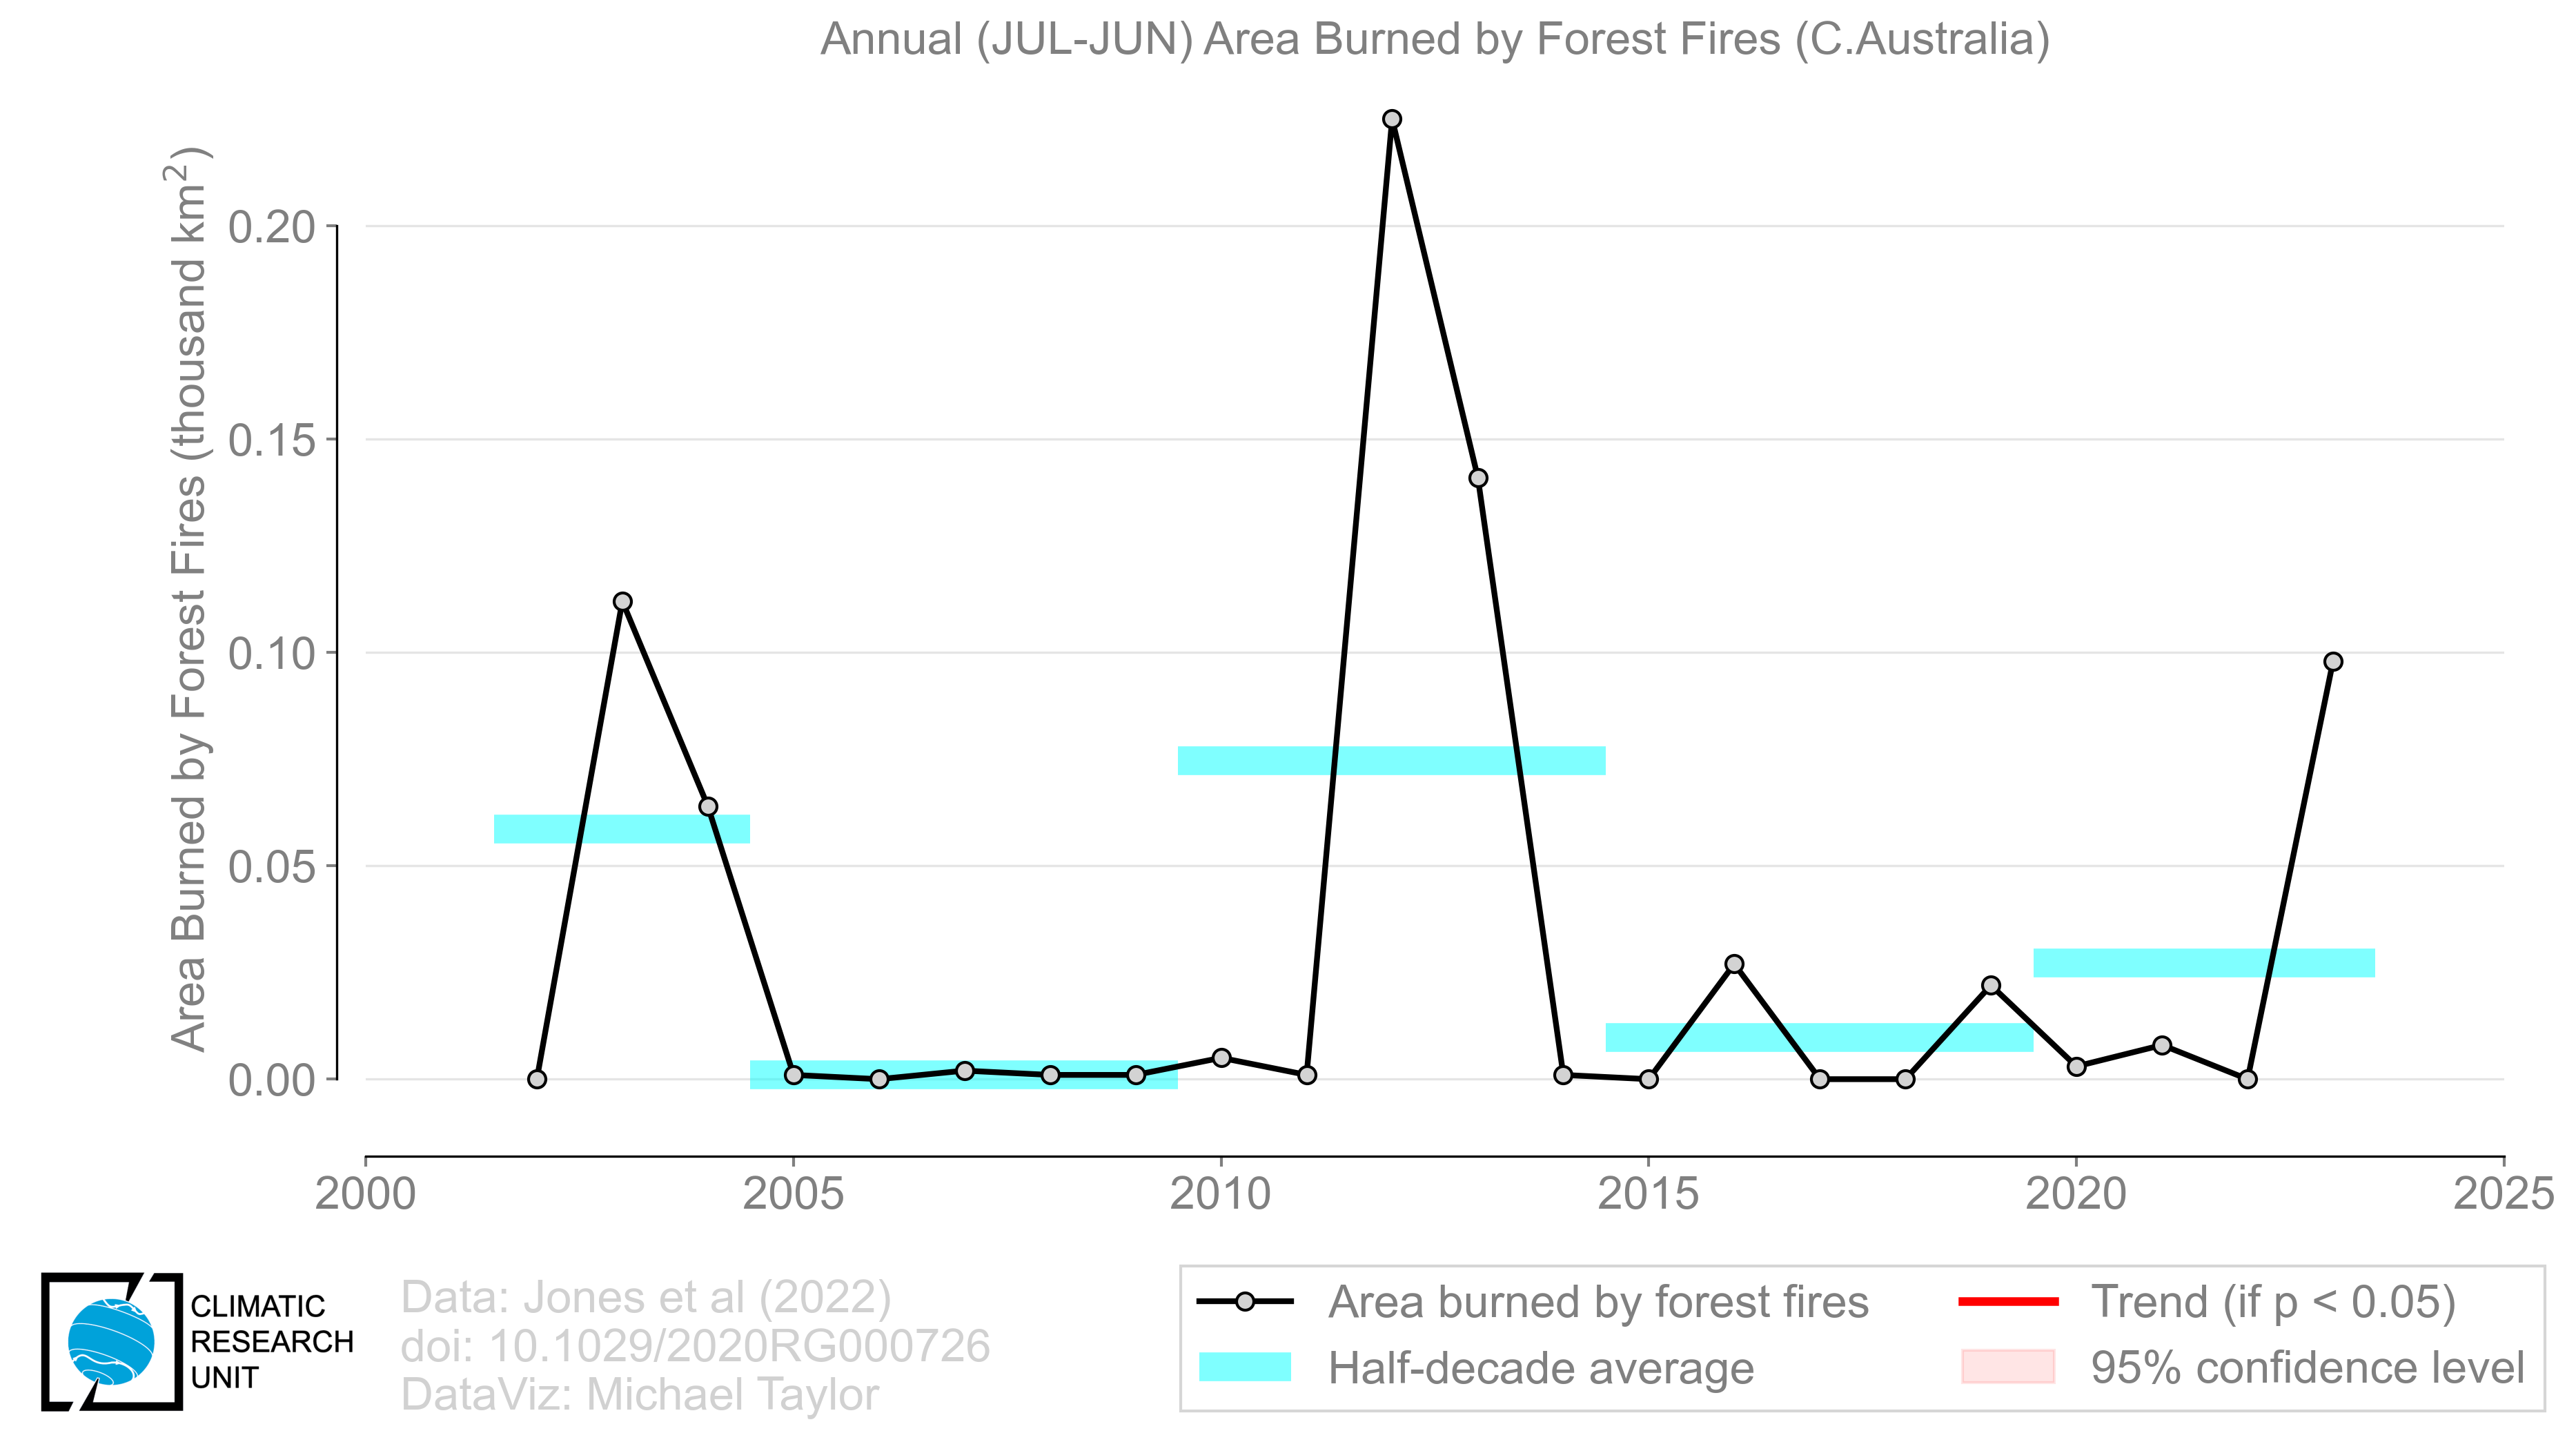 Annual (JUL-JUN) Area Burned by Forest Fires (C.Australia)
Area Burned by Forest Fires (thousand km²)
0.20
0.15
0.10
0.05
0.00
2000 2005 2010 2015 2020 2025
CLIMATIC
RESEARCH
UNIT
Data: Jones et al (2022)
doi: 10.1029/2020RG000726
DataViz: Michael Taylor
Area burned by forest fires
Half-decade average
Trend (if p < 0.05)
95% confidence level